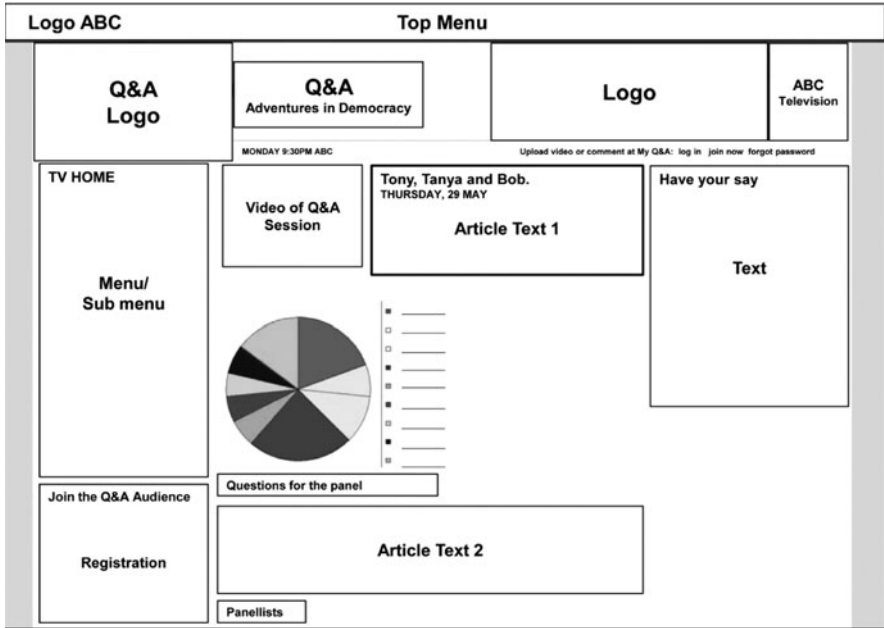 Logo ABC
Top Menu
Q&A
Logo
Q&A
Adventures in Democracy
Logo
ABC
Television
MONDAY 9:30PM ABC
Upload video or comment at My Q&A: log in join now forgot password
TV HOME
Menu/
Sub menu
Video of Q&A
Session
Tony, Tanya and Bob.
THURSDAY, 29 MAY
Article Text 1
Have your say
Text
Questions for the panel
Join the Q&A Audience
Registration
Article Text 2
Panellists